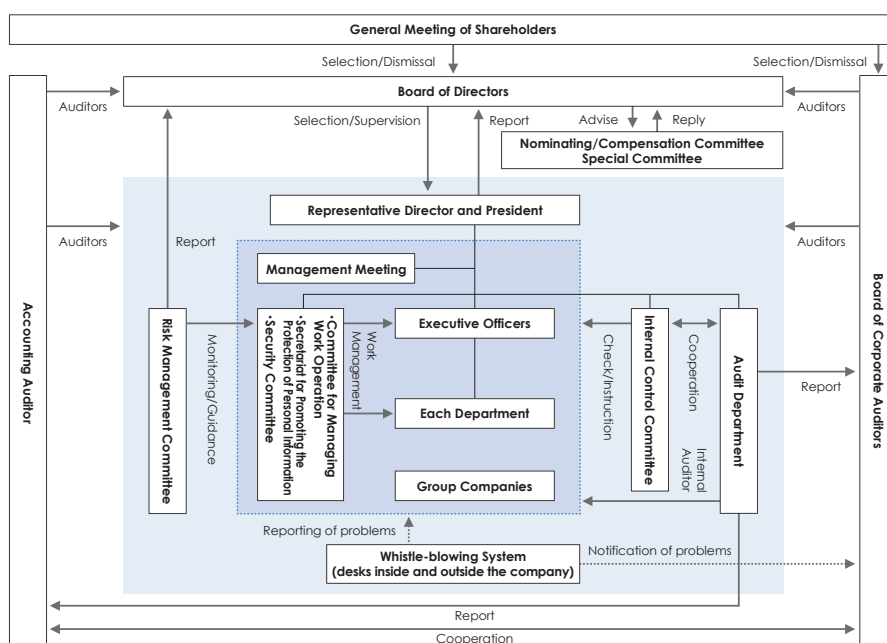 General Meeting of Shareholders
Selection/Dismissal
Selection/Dismissal
Board of Directors
Auditors
Auditors
Selection/Supervision
Report
Advise
Reply
Nominating/Compensation Committee
Special Committee
Representative Director and President
Auditors
Report
Auditors
Management Meeting
Accounting Auditor
Risk Management Committee
Monitoring/Guidance
・Committee for Managing
Work Operation
・Secretariat for Promoting the
Protection of Personal Information
・Security Committee
Work
Management
Executive Officers
Each Department
Group Companies
Check/Instruction
Internal Control Committee
Cooperation
Internal
Auditor
Audit Department
Report
Board of Corporate Auditors
Reporting of problems
Whistle-blowing System
(desks inside and outside the company)
Notification of problems
Report
Cooperation